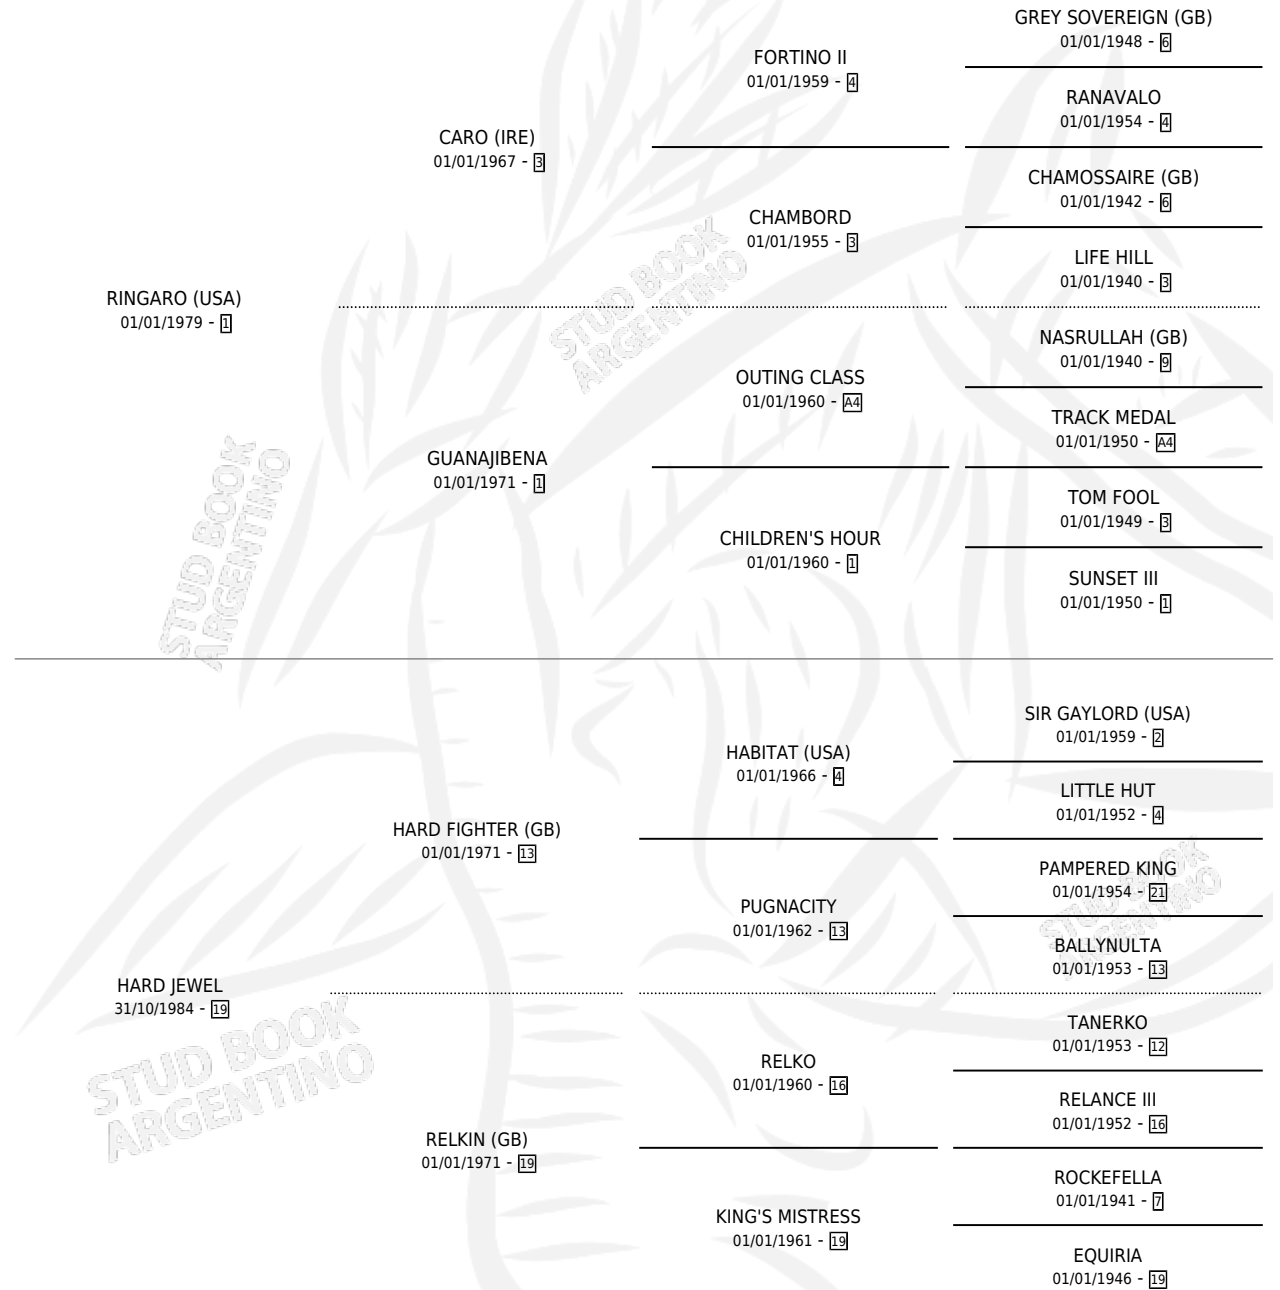 GREY SOVEREIGN (GB)
01/01/1948 - 6
FORTINO II
01/01/1959 - 4
RANAVALO
01/01/1954 - 4
CARO (IRE)
01/01/1967 - 3
CHAMOSSAIRE (GB)
01/01/1942 - 6
CHAMBORD
01/01/1955 - 3
LIFE HILL
01/01/1940 - 3
RINGARO (USA)
01/01/1979 - 1
STUD BOOK
ARGENTINO
NASRULLAH (GB)
01/01/1940 - 9
OUTING CLASS
01/01/1960 - A4
TRACK MEDAL
01/01/1950 - A4
GUANAJIBENA
01/01/1971 - 1
TOM FOOL
01/01/1949 - 3
CHILDREN'S HOUR
01/01/1960 - 1
SUNSET III
01/01/1950 - 1
STUD BOOK
ARGENTINO
SIR GAYLORD (USA)
01/01/1959 - 2
HABITAT (USA)
01/01/1966 - 4
LITTLE HUT
01/01/1952 - 4
HARD FIGHTER (GB)
01/01/1971 - 13
PAMPERED KING
01/01/1954 - 21
PUGNACITY
01/01/1962 - 13
STUD BOOK
ARGENTINO
BALLYNULTA
01/01/1953 - 13
HARD JEWEL
31/10/1984 - 19
STUD BOOK
ARGENTINO
TANERKO
01/01/1953 - 12
RELKO
01/01/1960 - 16
RELANCE III
01/01/1952 - 16
RELKIN (GB)
01/01/1971 - 19
ROCKEFELLA
01/01/1941 - 7
KING'S MISTRESS
01/01/1961 - 19
EQUIRIA
01/01/1946 - 19